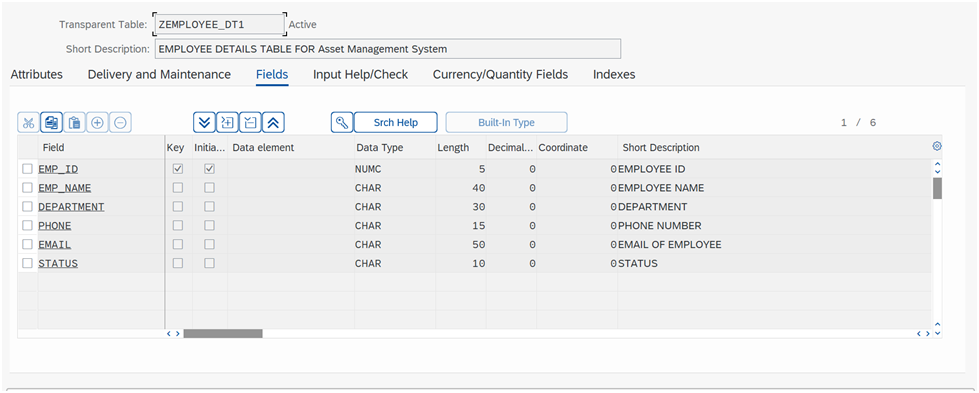 Transparent Table: ZEMPLOYEE_DT1 Active
Short Description: EMPLOYEE DETAILS TABLE FOR Asset Management System
Attributes Delivery and Maintenance Fields Input Help/Check Currency/Quantity Fields Indexes
Srch Help Built-In Type 1 / 6
Field Key Initia... Data element Data Type Length Decimal... Coordinate Short Description
EMP_ID NUMC 5 0 0 EMPLOYEE ID
EMP_NAME CHAR 40 0 0 EMPLOYEE NAME
DEPARTMENT CHAR 30 0 0 DEPARTMENT
PHONE CHAR 15 0 0 PHONE NUMBER
EMAIL CHAR 50 0 0 EMAIL OF EMPLOYEE
STATUS CHAR 10 0 0 STATUS